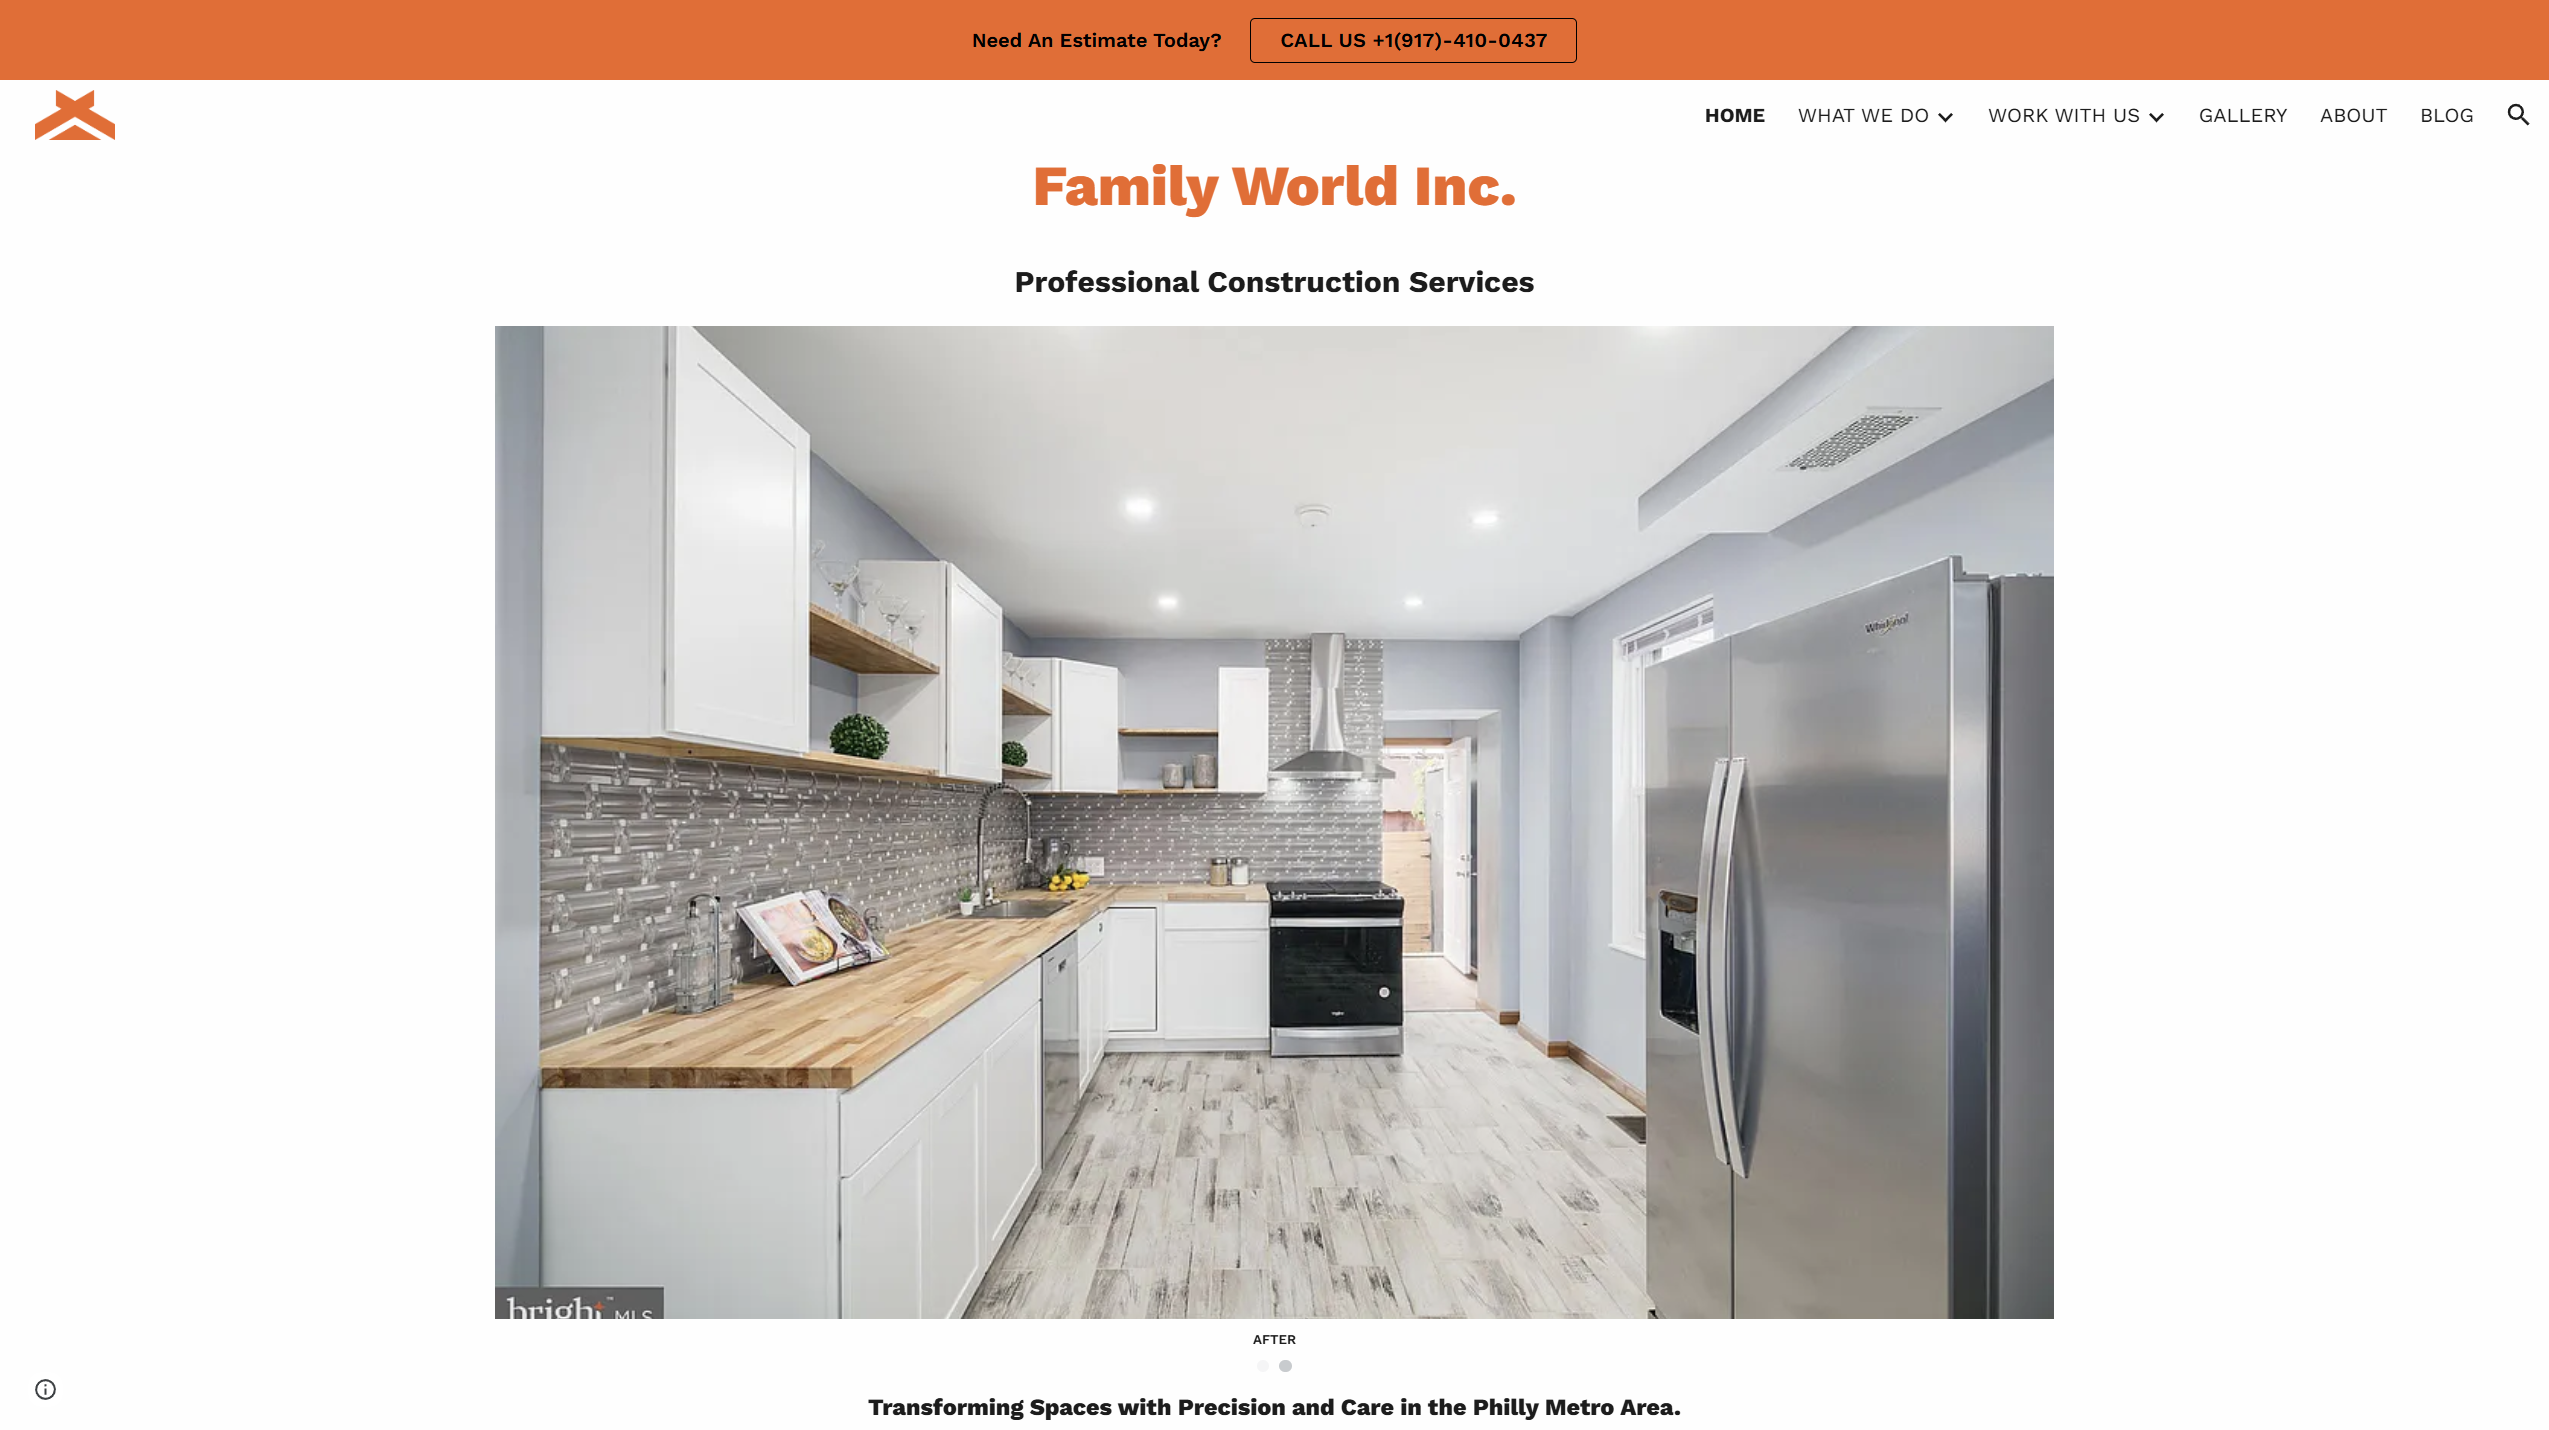 Need An Estimate Today?
CALL US +1(917)-410-0437
HOME
WHAT WE DO
WORK WITH US
GALLERY
ABOUT
BLOG
Family World Inc.
Professional Construction Services
Whirlpool
bright MLS
AFTER
Transforming Spaces with Precision and Care in the Philly Metro Area.